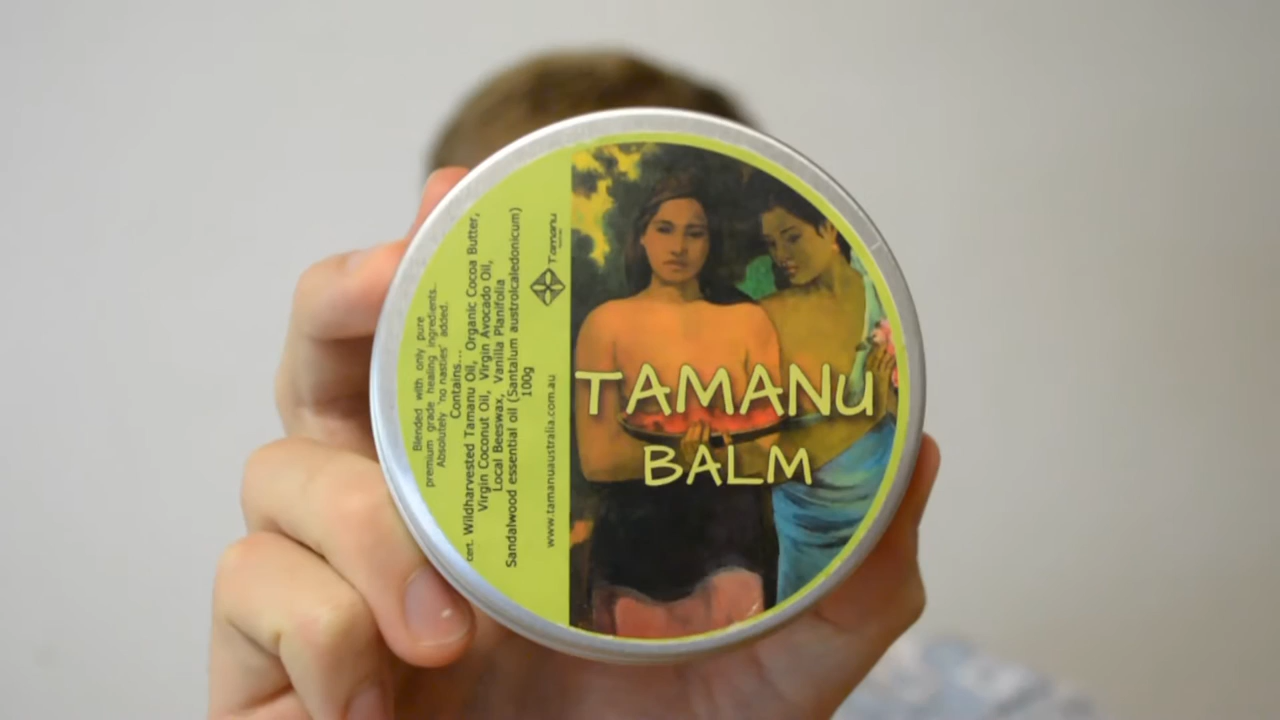 Blended with only pure
premium grade healing ingredients..
Absolutely 'no nasties' added.
Contains...
cert. Wildharvested Tamanu Oil, Organic Cocoa Butter,
Virgin Coconut Oil, Virgin Avocado Oil,
Local Beeswax, Vanilla Planifolia
Sandalwood essential oil (Santalum austrolcaledonicum)
100g
www.tamanuaustralia.com.au
Tamanu
TAMANU
BALM